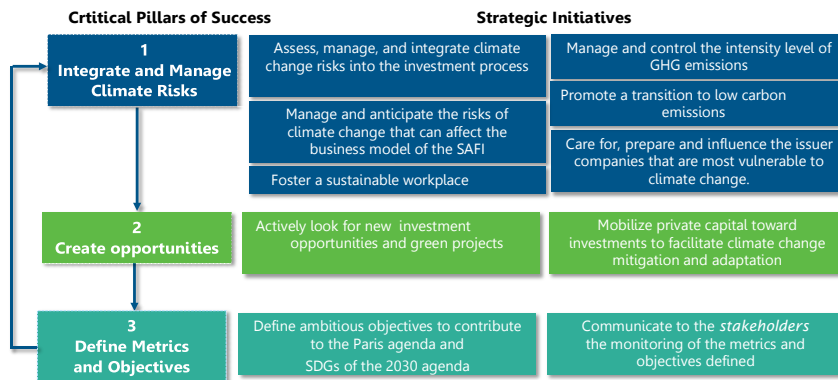 Crtitical Pillars of Success
Strategic Initiatives
1
Integrate and Manage
Climate Risks
Assess, manage, and integrate climate
change risks into the investment process
Manage and anticipate the risks of
climate change that can affect the
business model of the SAFI
Foster a sustainable workplace
Manage and control the intensity level of
GHG emissions
Promote a transition to low carbon
emissions
Care for, prepare and influence the issuer
companies that are most vulnerable to
climate change.
2
Create opportunities
Actively look for new investment
opportunities and green projects
Mobilize private capital toward
investments to facilitate climate change
mitigation and adaptation
3
Define Metrics
and Objectives
Define ambitious objectives to contribute
to the Paris agenda and
SDGs of the 2030 agenda
Communicate to the stakeholders
the monitoring of the metrics and
objectives defined